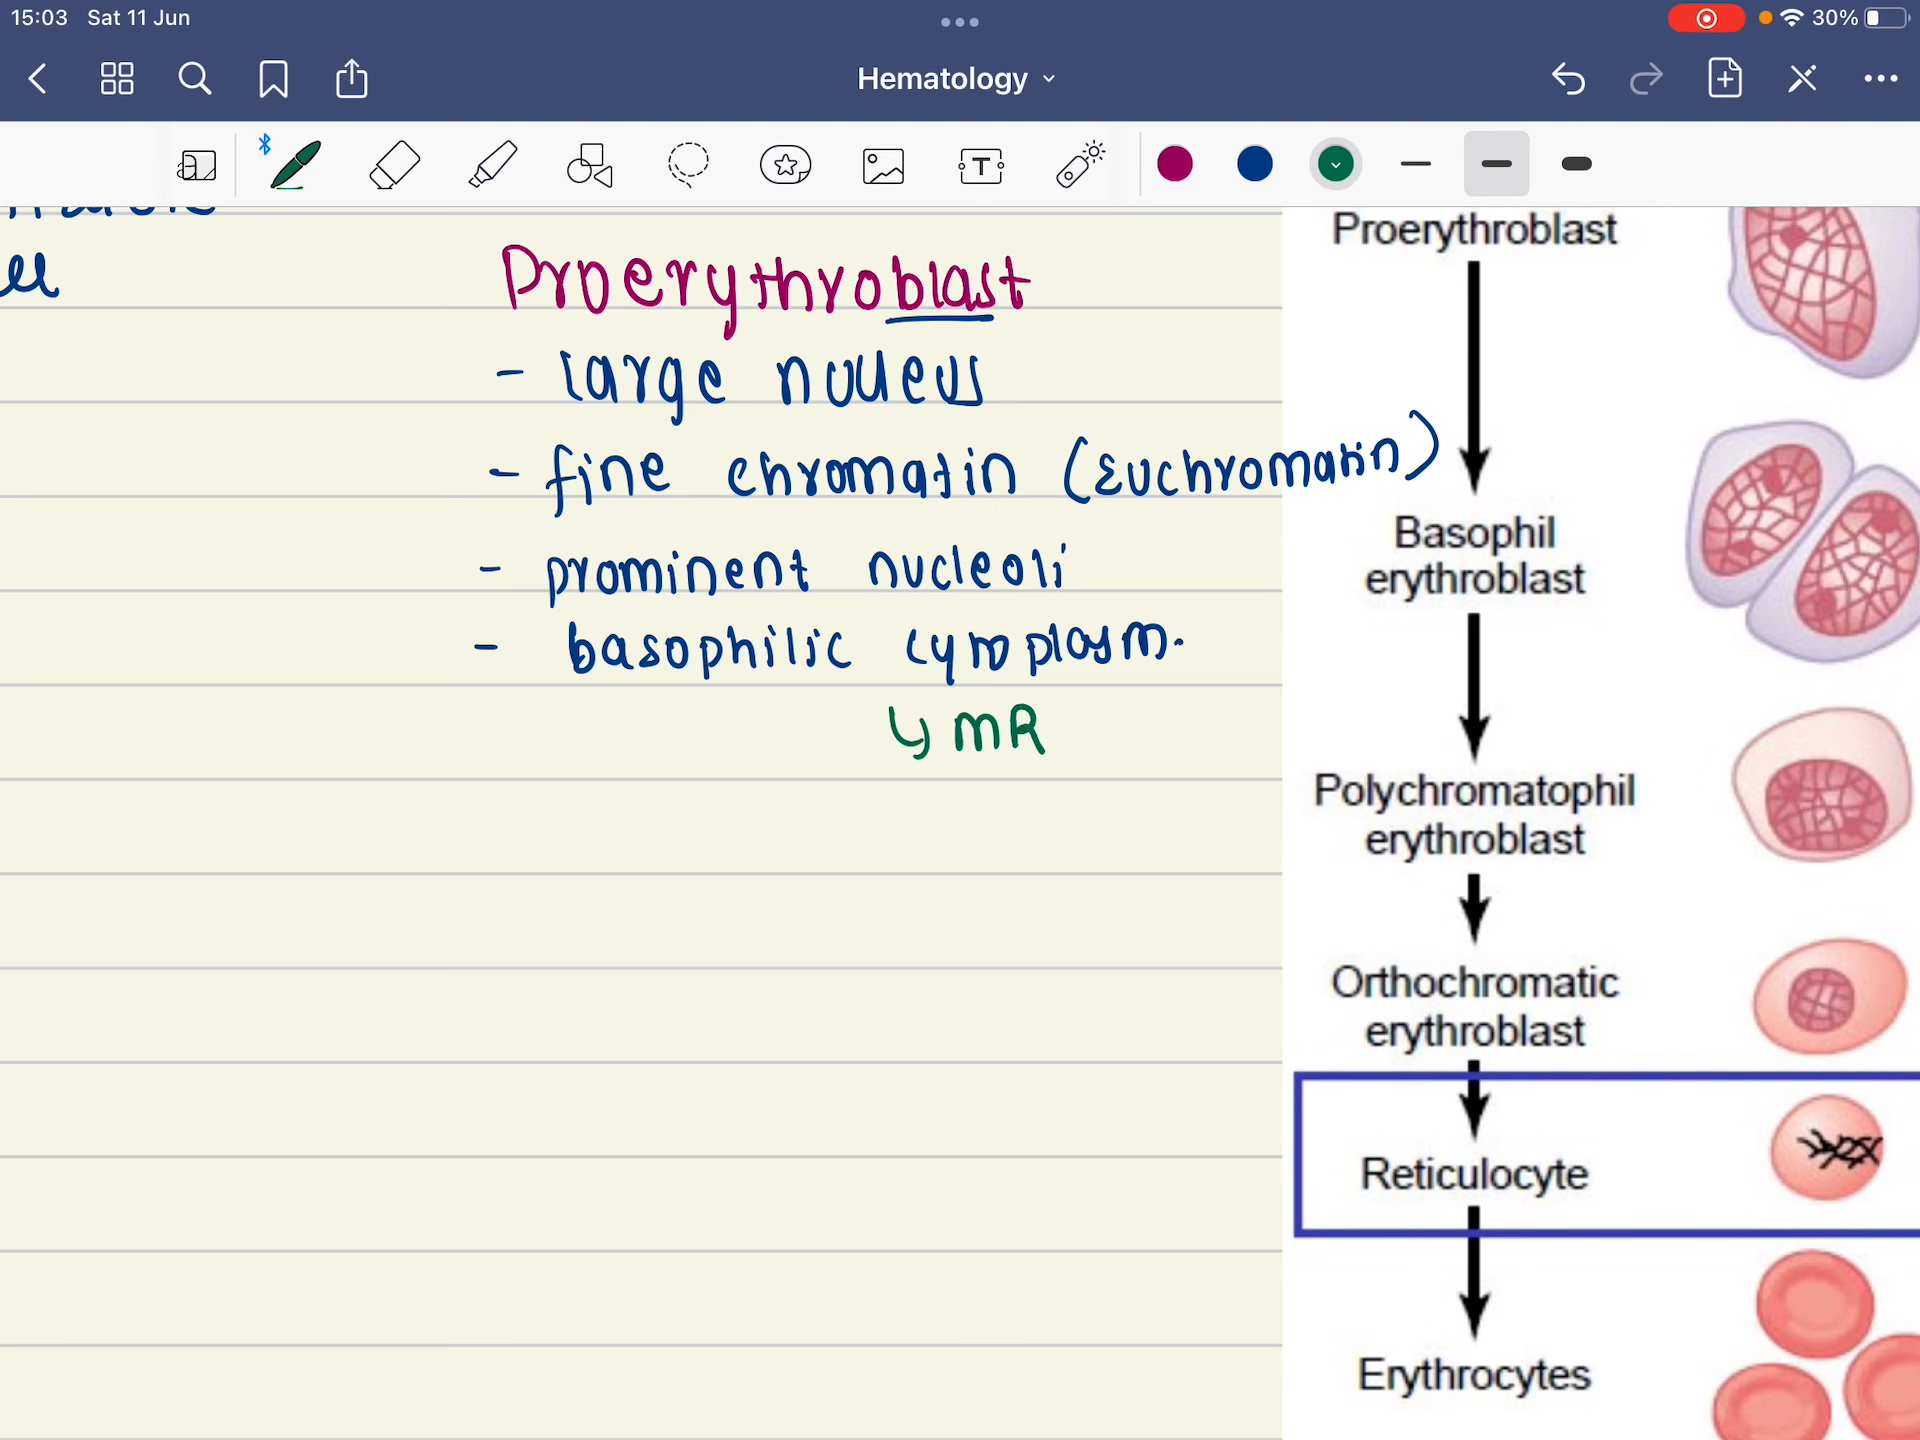 15:03 Sat 11 Jun
30%
Hematology
Proerythroblast
- large nucleus
- fine chromatin (Euchromatin)
- prominent nucleoli
- basophilic cytoplasm.
mR
Proerythroblast
Basophil
erythroblast
Polychromatophil
erythroblast
Orthochromatic
erythroblast
Reticulocyte
Erythrocytes